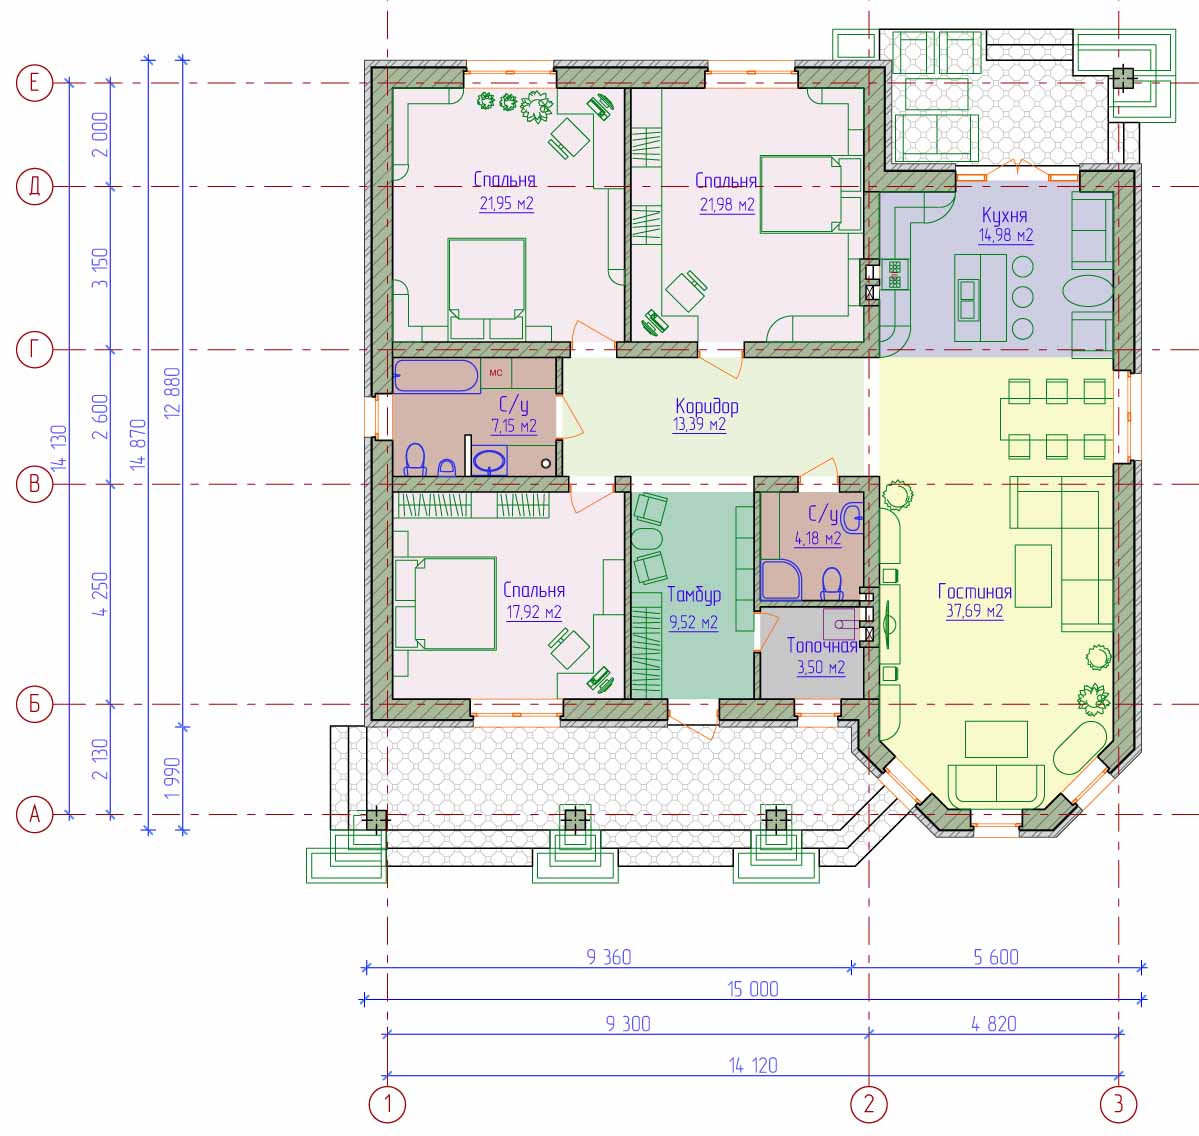 Е
Д
Г
В
Б
А
2 000
3 150
2 600
4 250
2 130
14 130
14 870
12 880
1 990
Спальня
21,95 м2
Спальня
21,98 м2
Кухня
14,98 м2
МС
С/у
7,15 м2
Коридор
13,39 м2
С/у
4,18 м2
Спальня
17,92 м2
Тамбур
9,52 м2
Гостиная
37,69 м2
Топочная
3,50 м2
9 360
5 600
15 000
9 300
4 820
14 120
1
2
3